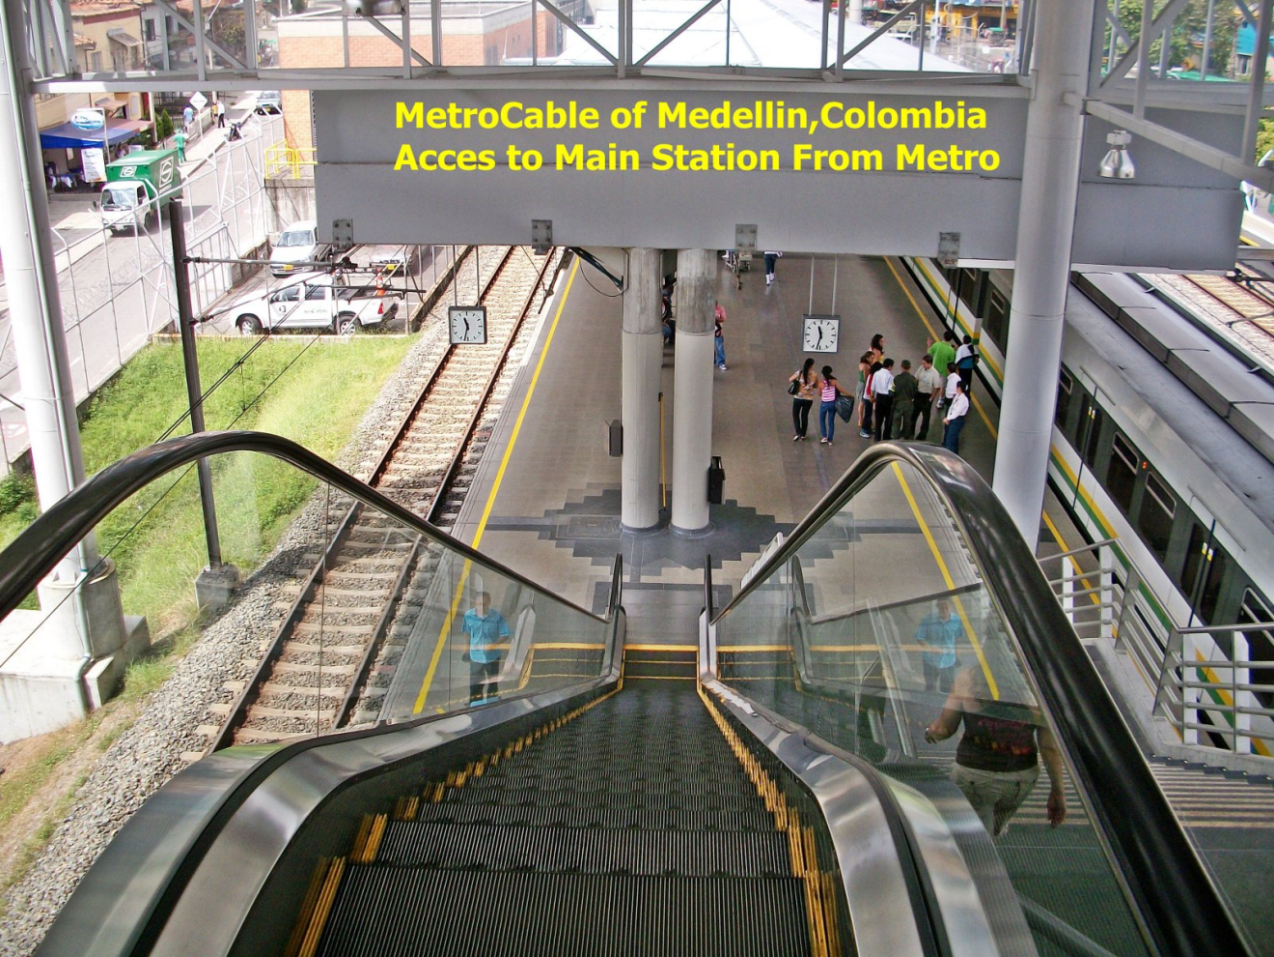 MetroCable of Medellin,Colombia
Acces to Main Station From Metro